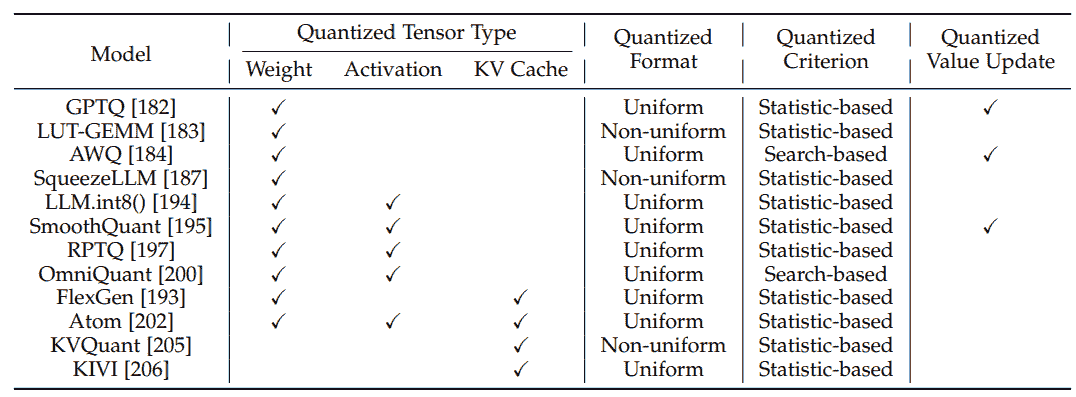 Model Quantized Tensor Type Quantized Format Quantized Criterion Quantized Value Update
Weight Activation KV Cache
GPTQ [182] ✓ Uniform Statistic-based ✓
LUT-GEMM [183] ✓ Non-uniform Statistic-based
AWQ [184] ✓ Uniform Search-based ✓
SqueezeLLM [187] ✓ Non-uniform Statistic-based
LLM.int8() [194] ✓ ✓ Uniform Statistic-based
SmoothQuant [195] ✓ ✓ Uniform Statistic-based ✓
RPTQ [197] ✓ ✓ Uniform Statistic-based
OmniQuant [200] ✓ ✓ Uniform Search-based
FlexGen [193] ✓ ✓ Uniform Statistic-based
Atom [202] ✓ ✓ ✓ Uniform Statistic-based
KVQuant [205] ✓ Non-uniform Statistic-based
KIVI [206] ✓ Uniform Statistic-based